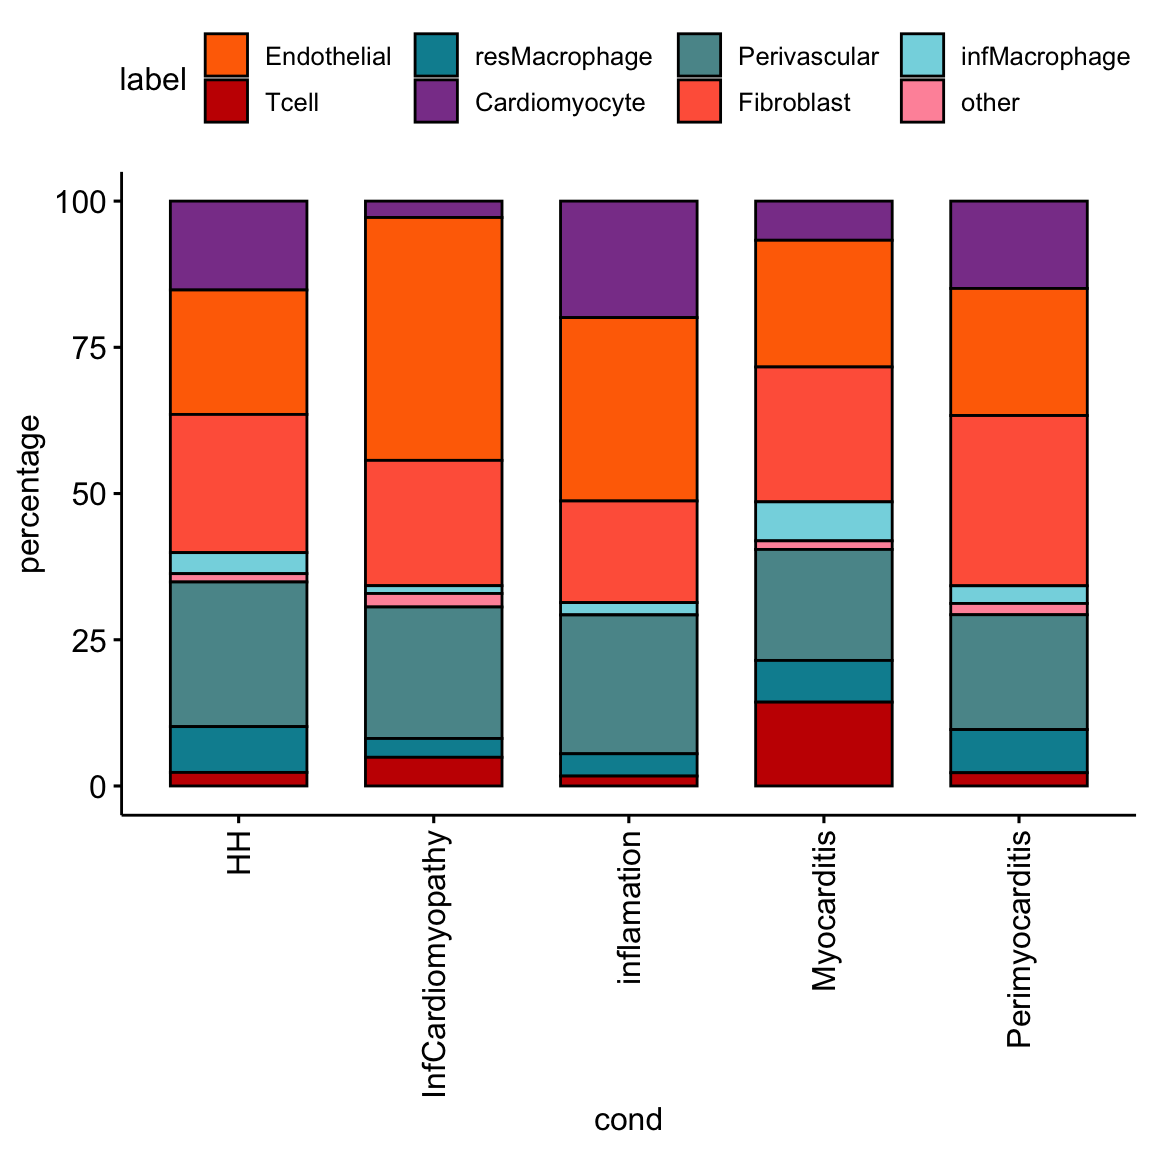 label
Endothelial resMacrophage Perivascular infMacrophage
Tcell Cardiomyocyte Fibroblast other
percentage
100
75
50
25
0
HH
InfCardiomyopathy
inflamation
Myocarditis
Perimyocarditis
cond